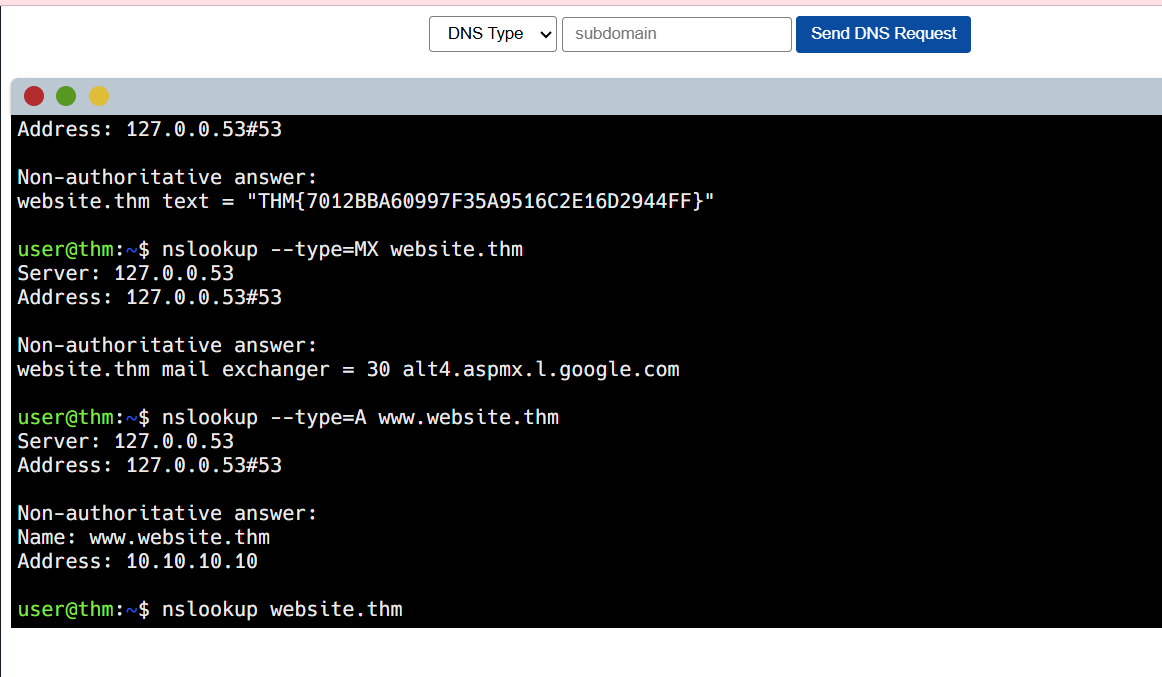 DNS Type
subdomain
Send DNS Request
Address: 127.0.0.53#53
Non-authoritative answer:
website.thm text = "THM{7012BBA60997F35A9516C2E16D2944FF}"
user@thm:~$ nslookup --type=MX website.thm
Server: 127.0.0.53
Address: 127.0.0.53#53
Non-authoritative answer:
website.thm mail exchanger = 30 alt4.aspmx.l.google.com
user@thm:~$ nslookup --type=A www.website.thm
Server: 127.0.0.53
Address: 127.0.0.53#53
Non-authoritative answer:
Name: www.website.thm
Address: 10.10.10.10
user@thm:~$ nslookup website.thm